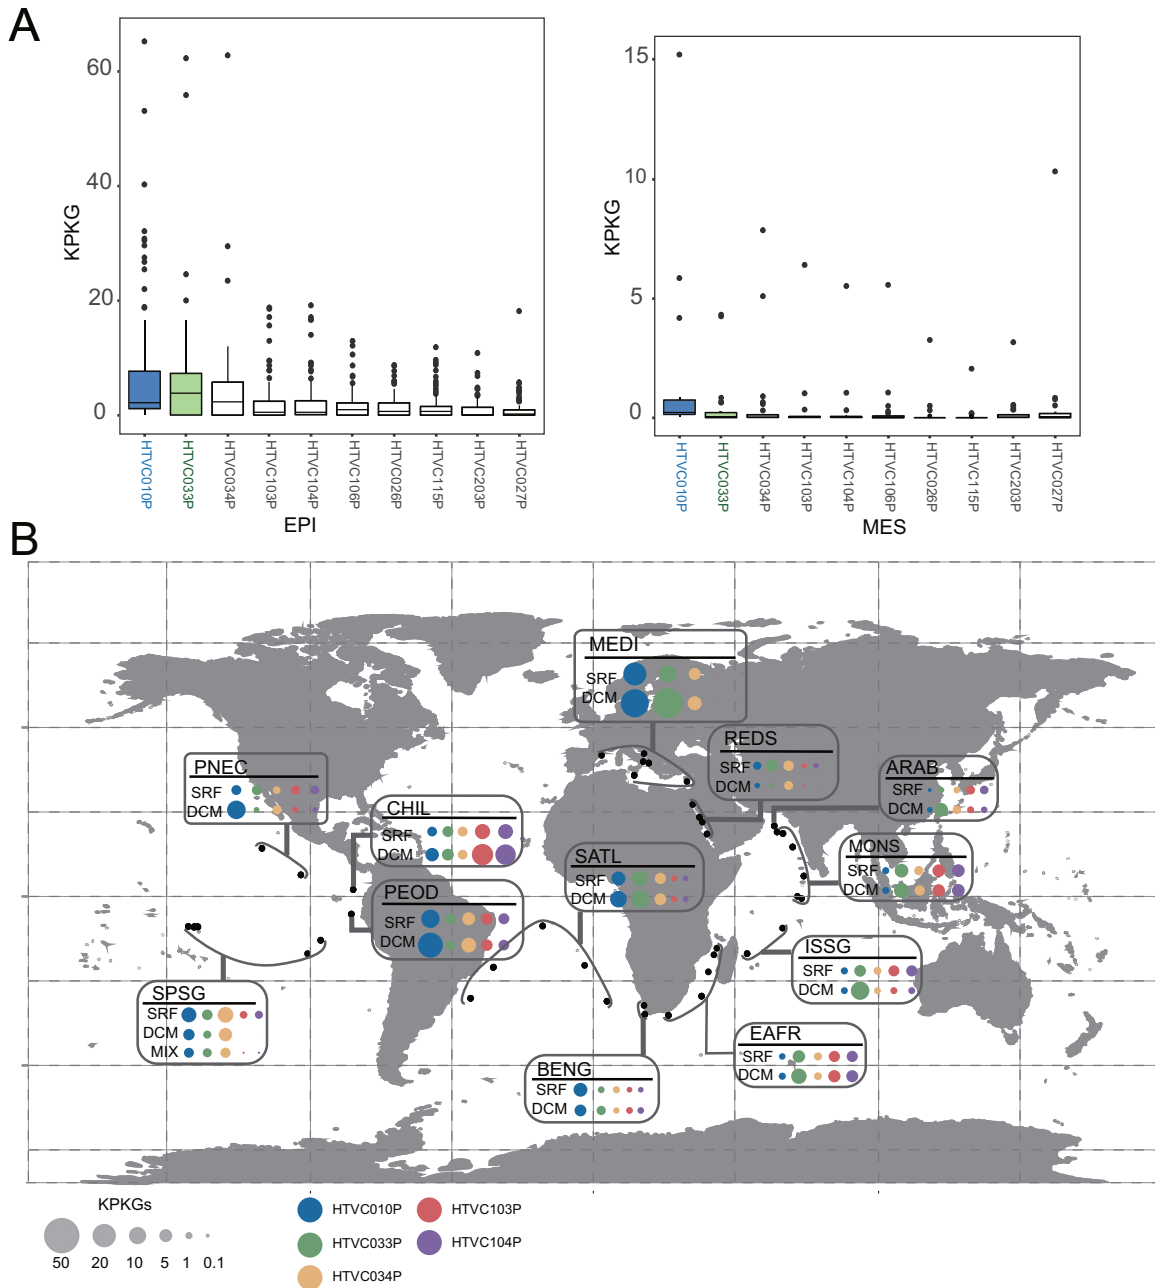 A
KPKG
60
40
20
0
HTVC010P
HTVC033P
HTVC034P
HTVC103P
HTVC104P
HTVC106P
HTVC026P
HTVC115P
HTVC203P
HTVC027P
EPI
KPKG
15
10
5
0
HTVC010P
HTVC033P
HTVC034P
HTVC103P
HTVC104P
HTVC106P
HTVC026P
HTVC115P
HTVC203P
HTVC027P
MES
B
MEDI
SRF
DCM
REDS
SRF
DCM
ARAB
SRF
DCM
PNEC
SRF
DCM
CHIL
SRF
DCM
SATL
SRF
DCM
MONS
SRF
DCM
PEOD
SRF
DCM
ISSG
SRF
DCM
SPSG
SRF
DCM
MIX
EAFR
SRF
DCM
BENG
SRF
DCM
KPKGs
50 20 10 5 1 0.1
HTVC010P
HTVC033P
HTVC034P
HTVC103P
HTVC104P